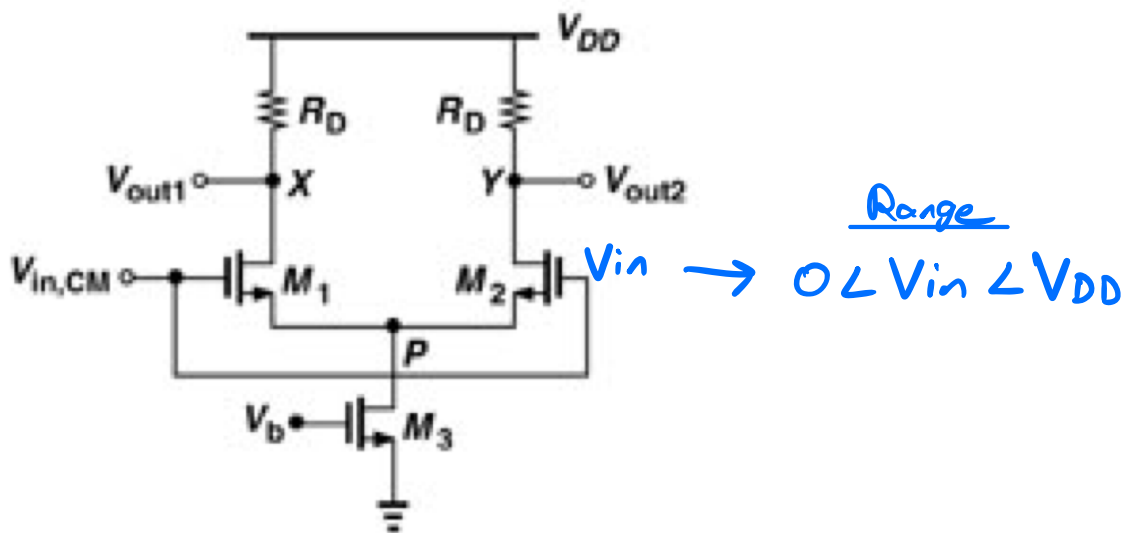 V_DD
R_D R_D
V_out1 X Y V_out2
Range
V_in,CM M_1 M_2 Vin → 0 < Vin < V_DD
P
V_b M_3